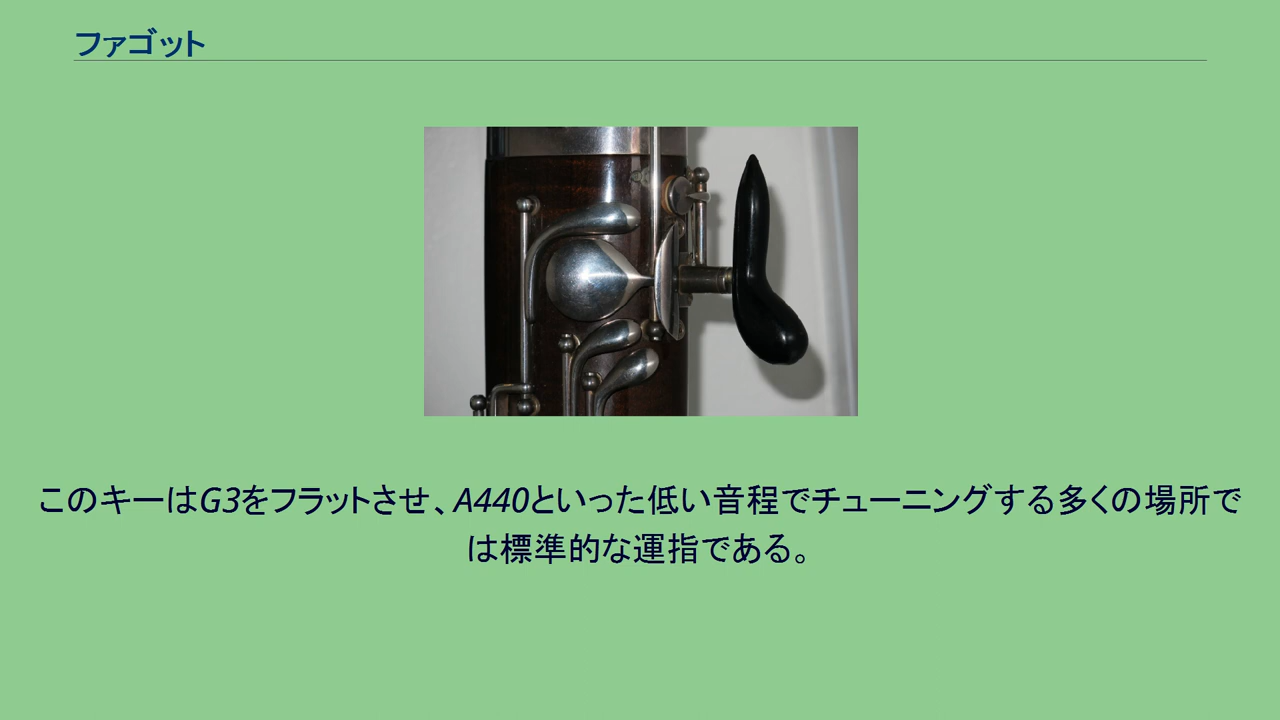 ファゴット
このキーはG3をフラットさせ、A440といった低い音程でチューニングする多くの場所で
は標準的な運指である。